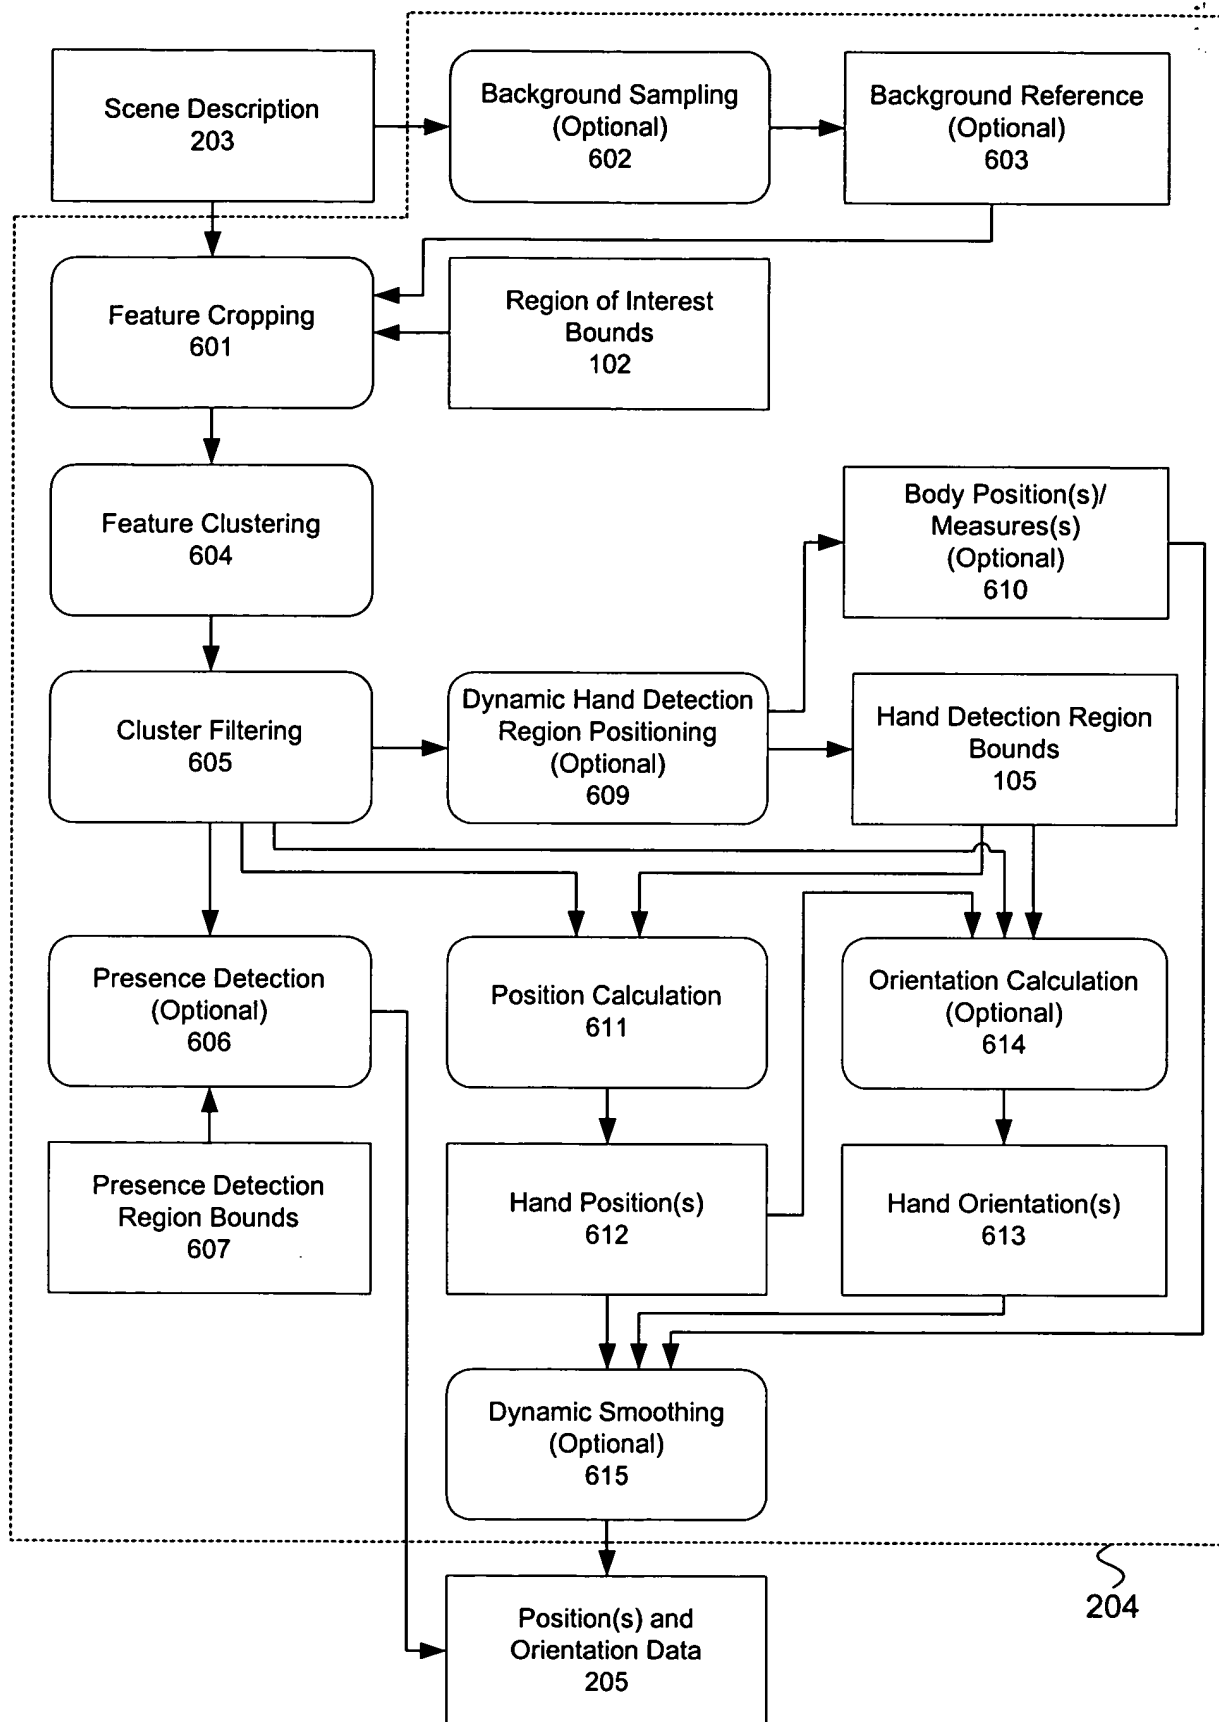 Scene Description
203
Background Sampling
(Optional)
602
Background Reference
(Optional)
603
Feature Cropping
601
Region of Interest
Bounds
102
Feature Clustering
604
Body Position(s)/
Measures(s)
(Optional)
610
Cluster Filtering
605
Dynamic Hand Detection
Region Positioning
(Optional)
609
Hand Detection Region
Bounds
105
Presence Detection
(Optional)
606
Position Calculation
611
Orientation Calculation
(Optional)
614
Presence Detection
Region Bounds
607
Hand Position(s)
612
Hand Orientation(s)
613
Dynamic Smoothing
(Optional)
615
204
Position(s) and
Orientation Data
205